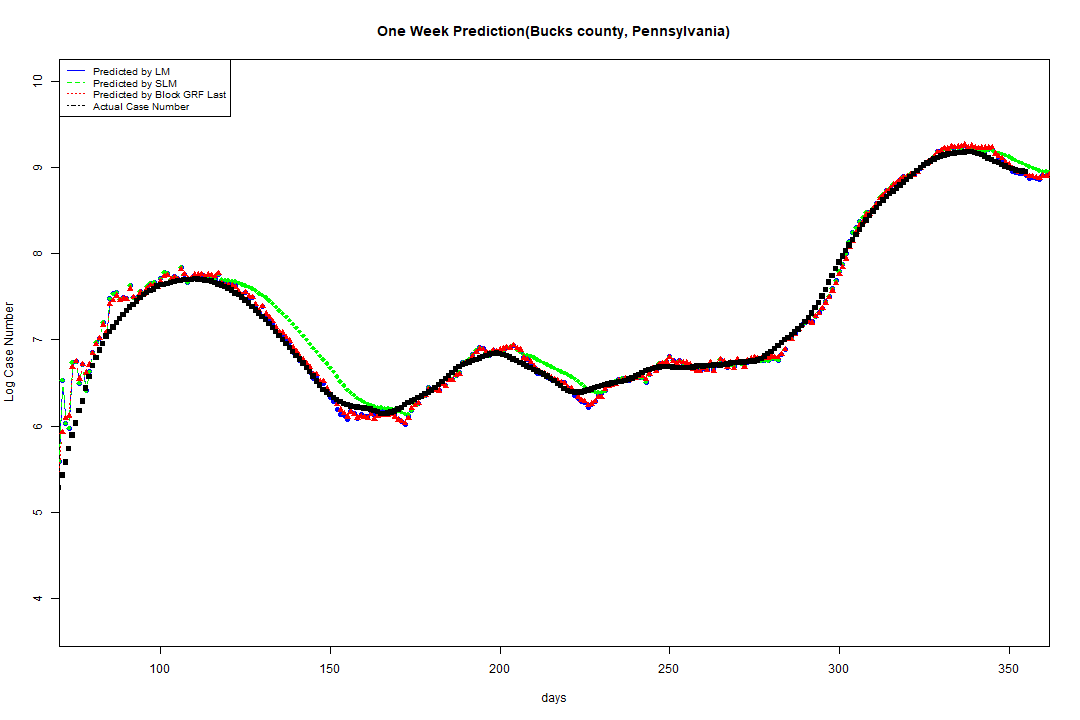 One Week Prediction(Bucks county, Pennsylvania)
Predicted by LM
Predicted by SLM
Predicted by Block GRF Last
Actual Case Number
Log Case Number
10
9
8
7
6
5
4
100 150 200 250 300 350
days